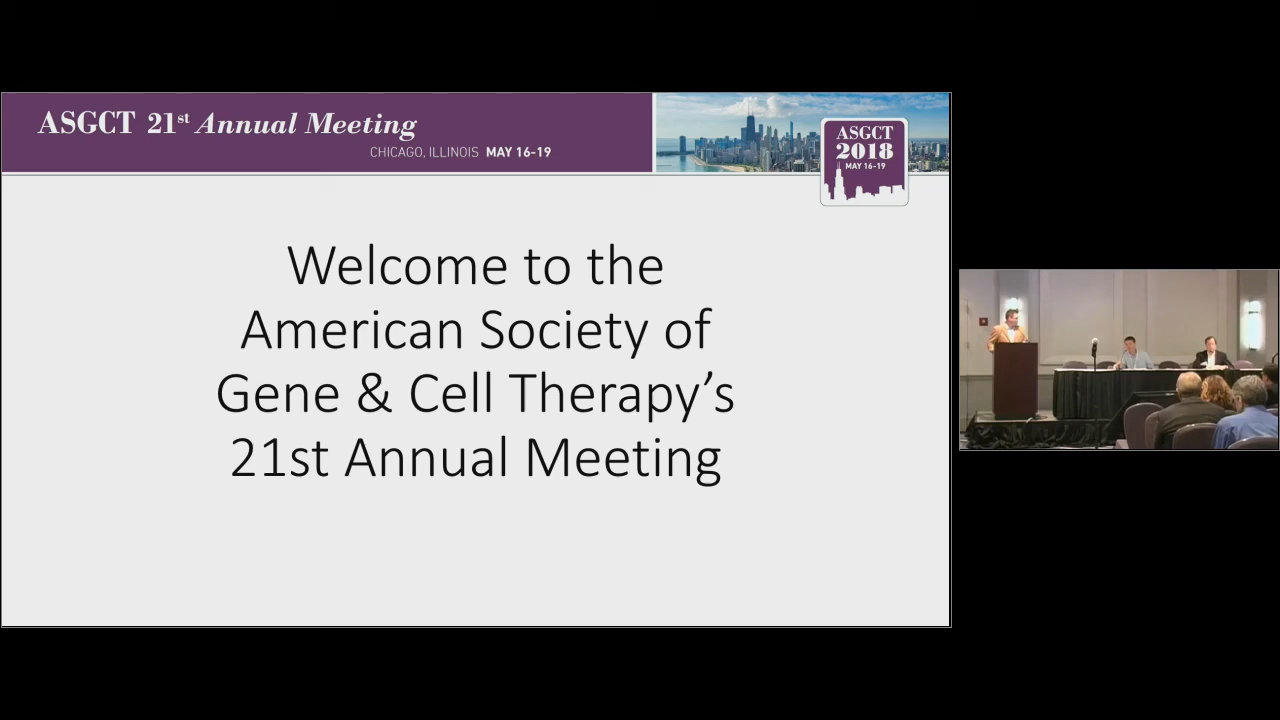 ASGCT 21st Annual Meeting
CHICAGO, ILLINOIS MAY 16-19
ASGCT
2018
MAY 16-19
Welcome to the
American Society of
Gene & Cell Therapy’s
21st Annual Meeting